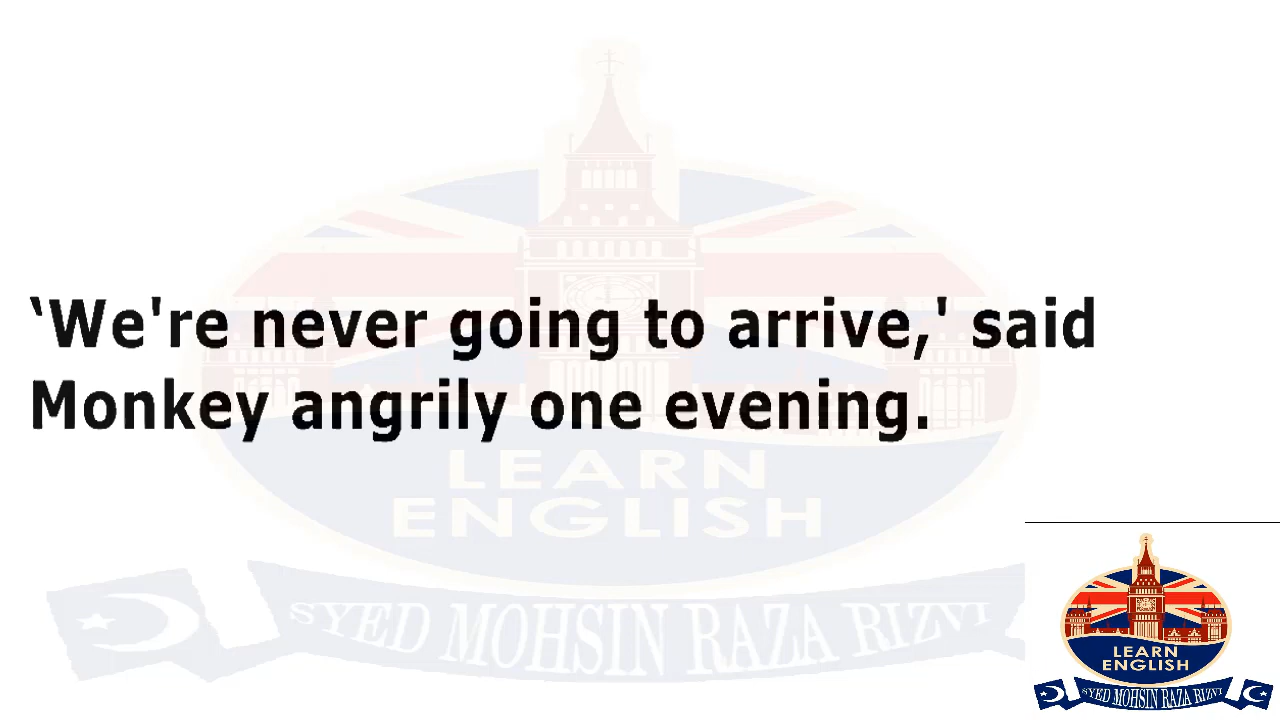 ‘We're never going to arrive,' said
Monkey angrily one evening.
LEARN
ENGLISH
SYED MOHSIN RAZA RIZVI
LEARN
ENGLISH
SYED MOHSIN RAZA RIZVI